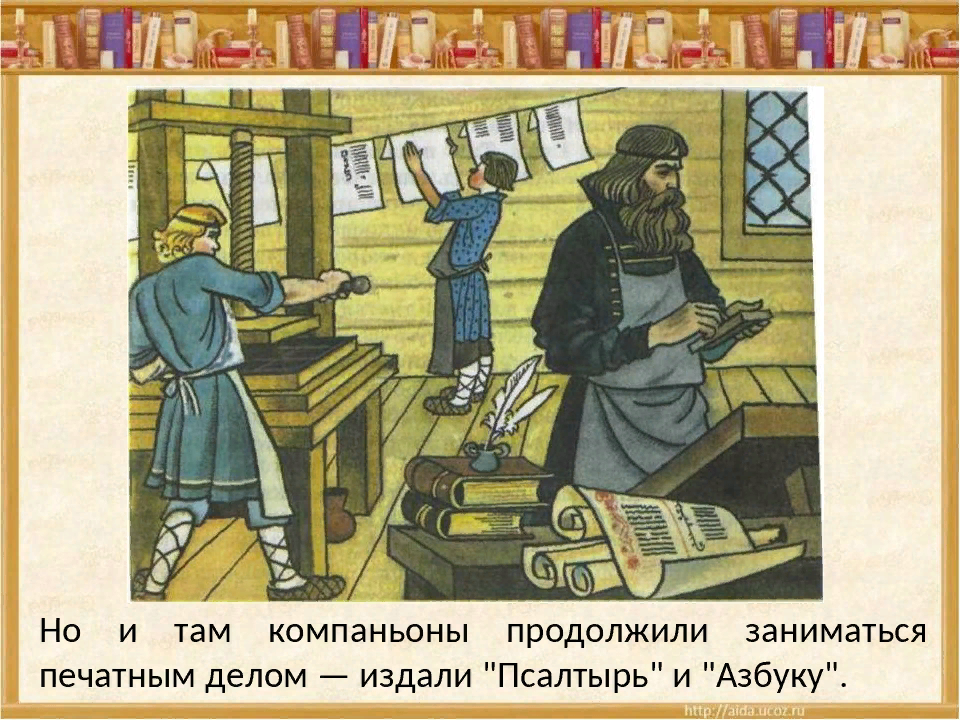 Но и там компаньоны продолжили заниматься
печатным делом — издали "Псалтырь" и "Азбуку".
http://aida.ucoz.ru